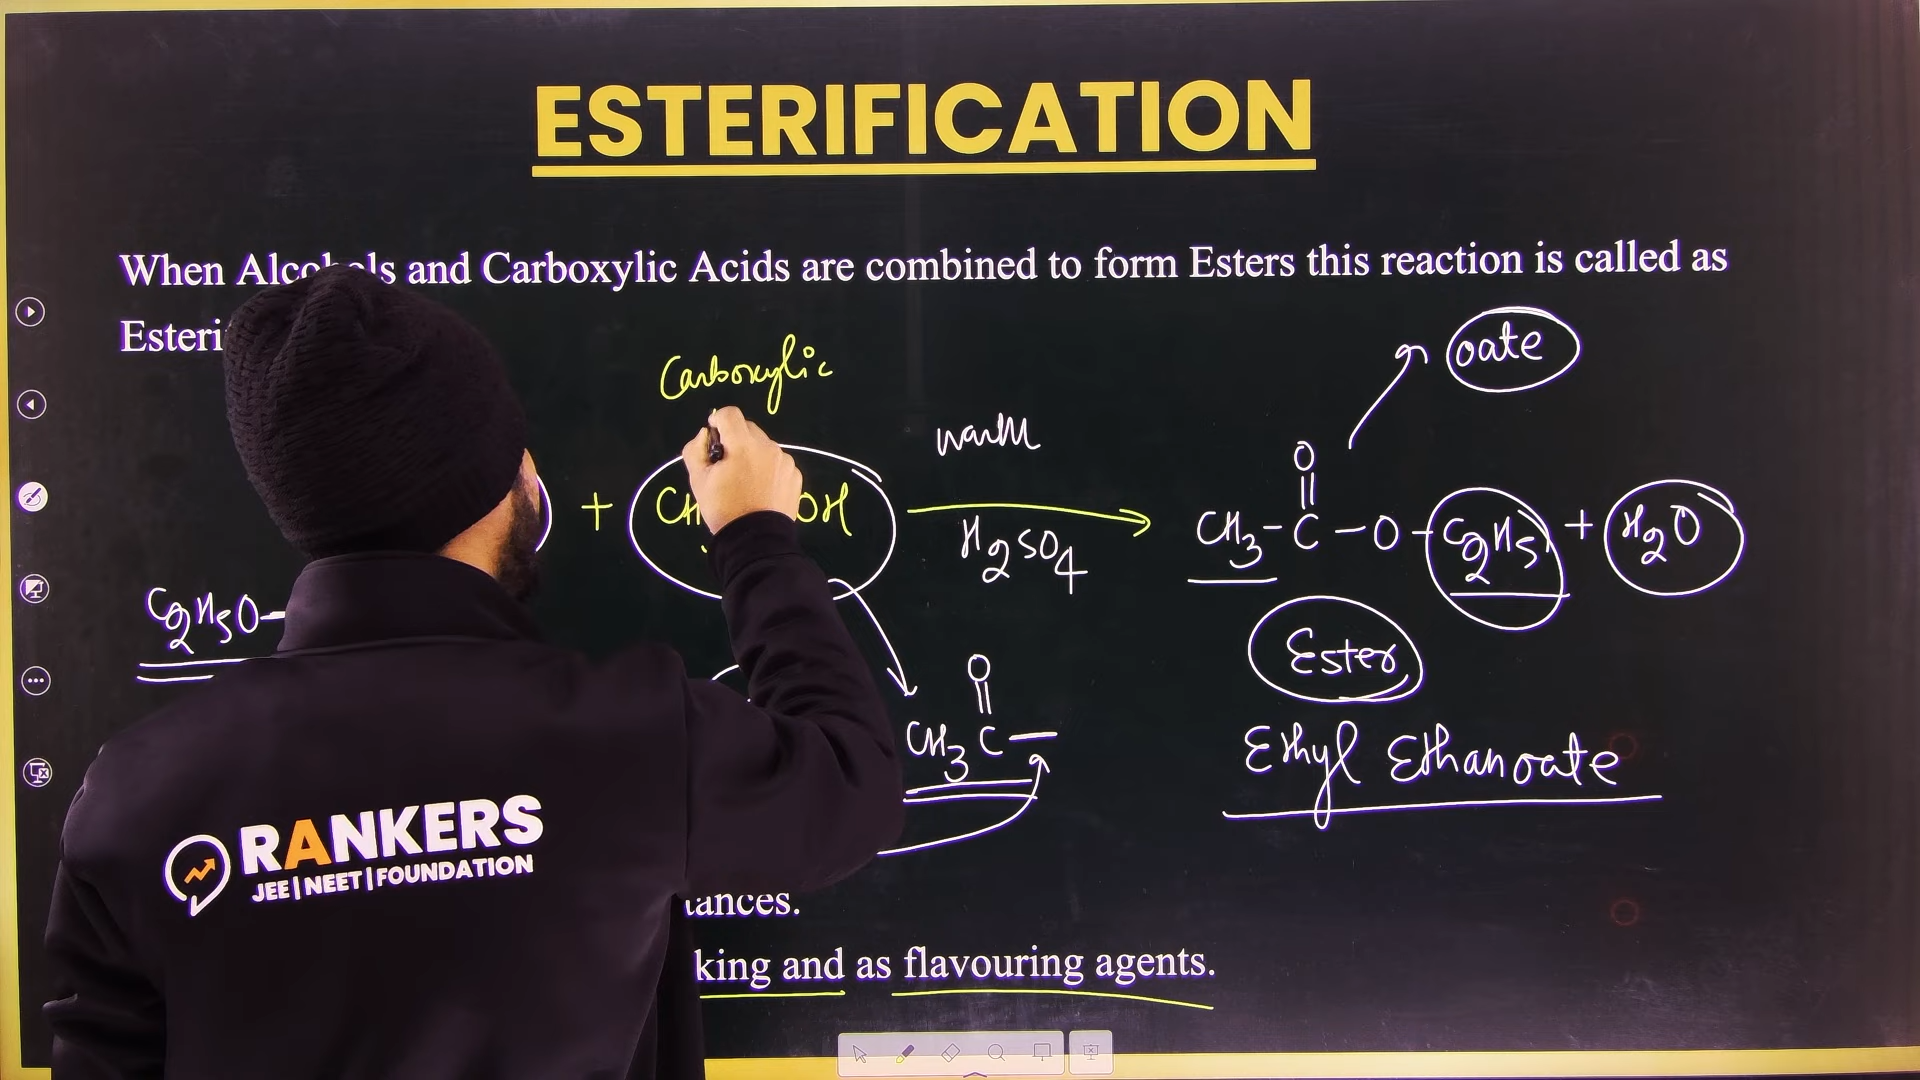 ESTERIFICATION
When Alcohols and Carboxylic Acids are combined to form Esters this reaction is called as
Esteri
oate
Carboxylic
warm
O
+ CH OH H2SO4 CH3-C-O-C2H5 + H2O
C2H5O-
Ester
O
CH3 C-
Ethyl Ethanoate
RANKERS
JEE|NEET|FOUNDATION
tances.
king and as flavouring agents.